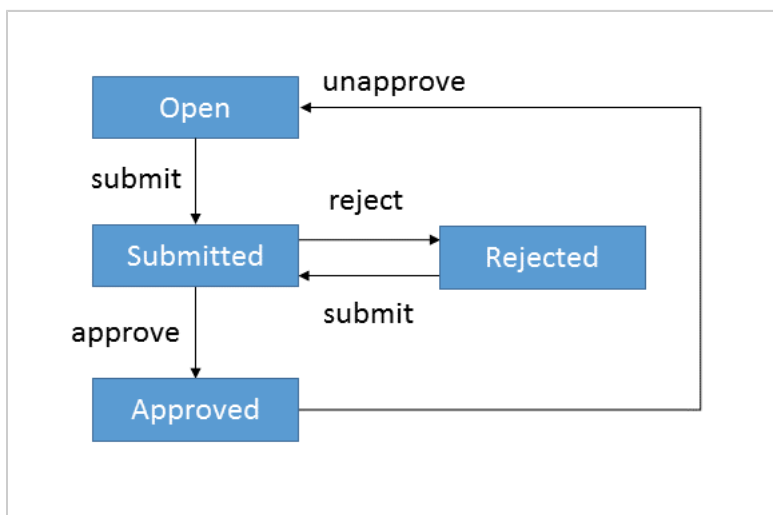 unapprove
Open
submit
reject
Submitted
Rejected
submit
approve
Approved